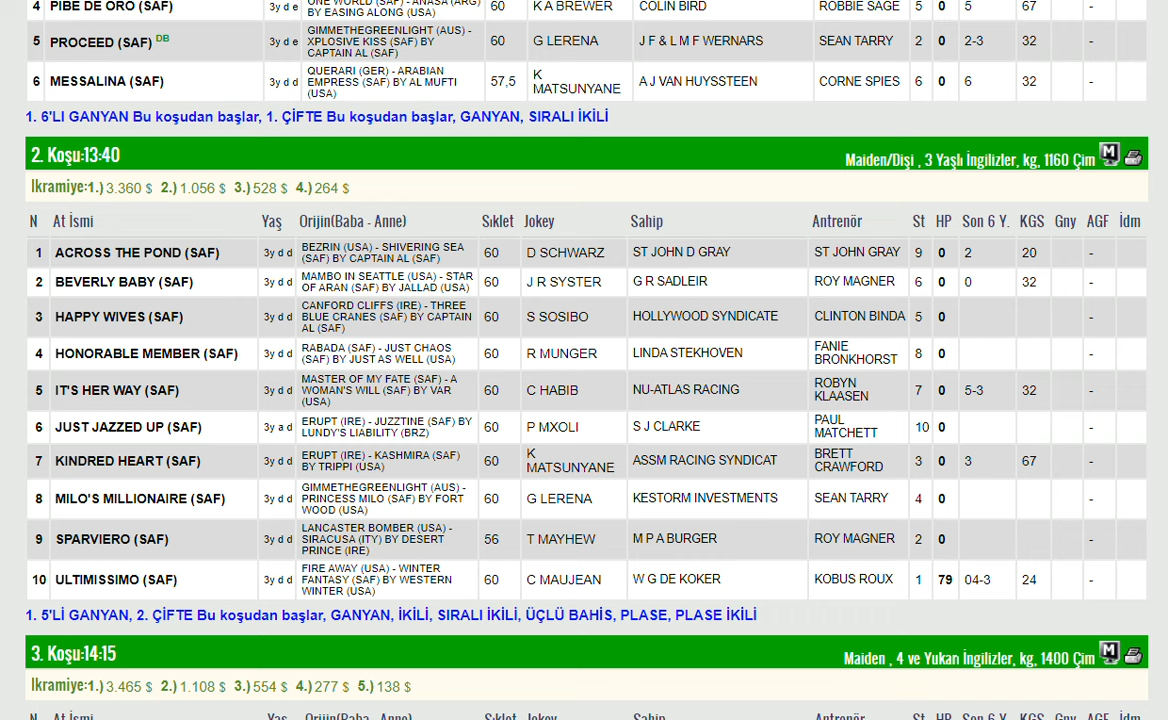 4 PIBE DE ORO (SAF) 3y d e ONE WORLD (SAF) - ANASA (ARG) BY EASING ALONG (USA) 60 K A BREWER COLIN BIRD ROBBIE SAGE 5 0 5 67 -
5 PROCEED (SAF) DB 3y d e GIMMETHEGREENLIGHT (AUS) - XPLOSIVE KISS (SAF) BY CAPTAIN AL (SAF) 60 G LERENA J F & L M F WERNARS SEAN TARRY 2 0 2-3 32 -
6 MESSALINA (SAF) 3y d d QUERARI (GER) - ARABIAN EMPRESS (SAF) BY AL MUFTI (USA) 57,5 K MATSUNYANE A J VAN HUYSSTEEN CORNE SPIES 6 0 6 32 -
1. 6'LI GANYAN Bu koşudan başlar, 1. ÇİFTE Bu koşudan başlar, GANYAN, SIRALI İKİLİ
2. Koşu:13:40 Maiden/Dişi , 3 Yaşlı İngilizler, kg, 1160 Çim
İkramiye:1.) 3.360 $ 2.) 1.056 $ 3.) 528 $ 4.) 264 $
N At İsmi Yaş Orijin(Baba - Anne) Sıklet Jokey Sahip Antrenör St HP Son 6 Y. KGS Gny AGF İdm
1 ACROSS THE POND (SAF) 3y d d BEZRIN (USA) - SHIVERING SEA (SAF) BY CAPTAIN AL (SAF) 60 D SCHWARZ ST JOHN D GRAY ST JOHN GRAY 9 0 2 20 -
2 BEVERLY BABY (SAF) 3y d d MAMBO IN SEATTLE (USA) - STAR OF ARAN (SAF) BY JALLAD (USA) 60 J R SYSTER G R SADLEIR ROY MAGNER 6 0 0 32 -
3 HAPPY WIVES (SAF) 3y d d CANFORD CLIFFS (IRE) - THREE BLUE CRANES (SAF) BY CAPTAIN AL (SAF) 60 S SOSIBO HOLLYWOOD SYNDICATE CLINTON BINDA 5 0 -
4 HONORABLE MEMBER (SAF) 3y d d RABADA (SAF) - JUST CHAOS (SAF) BY JUST AS WELL (USA) 60 R MUNGER LINDA STEKHOVEN FANIE BRONKHORST 8 0 -
5 IT'S HER WAY (SAF) 3y d d MASTER OF MY FATE (SAF) - A WOMAN'S WILL (SAF) BY VAR (USA) 60 C HABIB NU-ATLAS RACING ROBYN KLAASEN 7 0 5-3 32 -
6 JUST JAZZED UP (SAF) 3y a d ERUPT (IRE) - JUZZTINE (SAF) BY LUNDY'S LIABILITY (BRZ) 60 P MXOLI S J CLARKE PAUL MATCHETT 10 0 -
7 KINDRED HEART (SAF) 3y d d ERUPT (IRE) - KASHMIRA (SAF) BY TRIPPI (USA) 60 K MATSUNYANE ASSM RACING SYNDICAT BRETT CRAWFORD 3 0 3 67 -
8 MILO'S MILLIONAIRE (SAF) 3y d d GIMMETHEGREENLIGHT (AUS) - PRINCESS MILO (SAF) BY FORT WOOD (USA) 60 G LERENA KESTORM INVESTMENTS SEAN TARRY 4 0 -
9 SPARVIERO (SAF) 3y d d LANCASTER BOMBER (USA) - SIRACUSA (ITY) BY DESERT PRINCE (IRE) 56 T MAYHEW M P A BURGER ROY MAGNER 2 0 -
10 ULTIMISSIMO (SAF) 3y d d FIRE AWAY (USA) - WINTER FANTASY (SAF) BY WESTERN WINTER (USA) 60 C MAUJEAN W G DE KOKER KOBUS ROUX 1 79 04-3 24 -
1. 5'Lİ GANYAN, 2. ÇİFTE Bu koşudan başlar, GANYAN, İKİLİ, SIRALI İKİLİ, ÜÇLÜ BAHİS, PLASE, PLASE İKİLİ
3. Koşu:14:15 Maiden , 4 ve Yukarı İngilizler, kg, 1400 Çim
İkramiye:1.) 3.465 $ 2.) 1.108 $ 3.) 554 $ 4.) 277 $ 5.) 138 $
N At İsmi Yaş Orijin(Baba - Anne) Sıklet Jokey Sahip Antrenör St HP Son 6 Y. KGS Gny AGF İdm